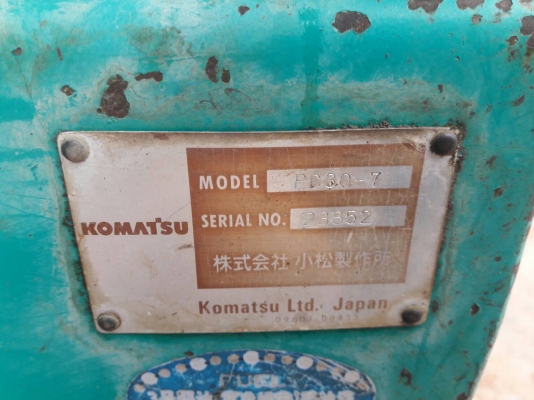 MODEL PC30-7
KOMATSU
SERIAL NO.
株式会社 小松製作所
Komatsu Ltd. Japan